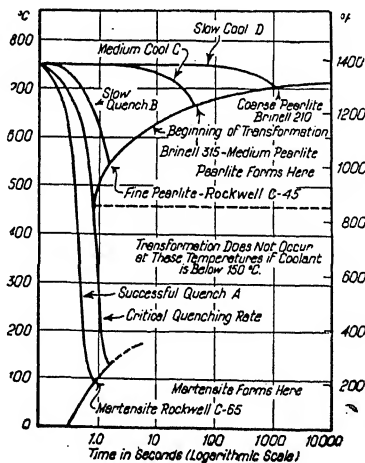 °C
°F
Slow Cool D
Medium Cool C
800
1400
700
Slow
Quench B
Coarse Pearlite
Brinell 210
1200
Beginning of Transformation
600
Brinell 315-Medium Pearlite
Pearlite Forms Here
1000
500
Fine Pearlite-Rockwell C-45
400
800
Transformation Does Not Occur
at These Temperatures if Coolant
is Below 150 °C.
300
600
Successful Quench A
Critical Quenching Rate
200
400
100
Martensite Forms Here
200
Martensite Rockwell C-65
0
1.0 10 100 1000 10000
Time in Seconds (Logarithmic Scale)